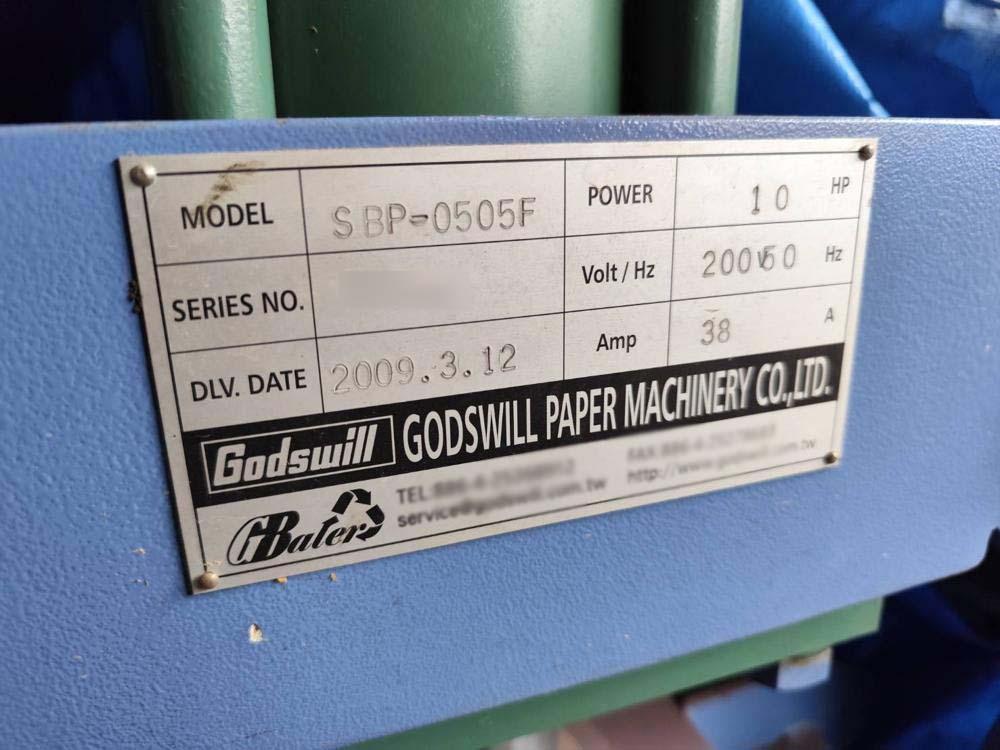 MODEL SBP-0505F POWER 10 HP
SERIES NO. Volt / Hz 200V60 Hz
DLV. DATE 2009.3.12 Amp 38 A
Godswill GODSWILL PAPER MACHINERY CO.,LTD.
GBaler TEL: